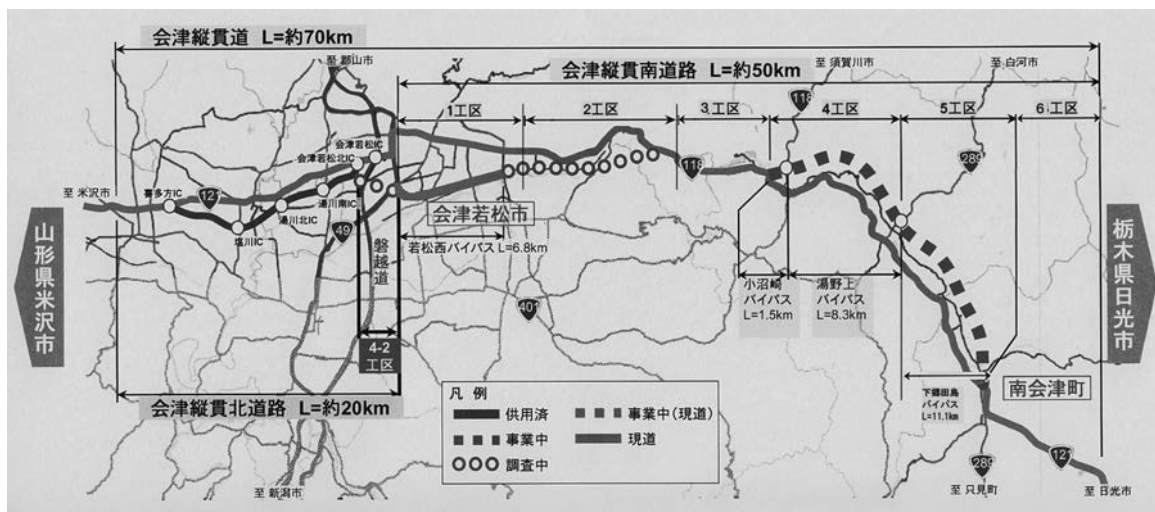 会津縦貫道 L=約70km
至 郡山市
会津縦貫南道路 L=約50km
至 須賀川市
至 白河市
1工区
2工区
3工区
118
4工区
5工区
6工区
会津若松IC
会津若松北IC
118
289
至 米沢市
喜多方IC
121
湯川南IC
湯川北IC
塩川IC
49
会津若松市
磐越道
若松西バイパス L=6.8km
山形県米沢市
栃木県日光市
401
小沼崎
バイパス
L=1.5km
湯野上
バイパス
L=8.3km
4-2
工区
南会津町
下郷田島
バイパス
L=11.1km
会津縦貫北道路 L=約20km
凡 例
供用済
事業中(現道)
事業中
現道
調査中
121
289
至 新潟市
至 只見町
至 日光市